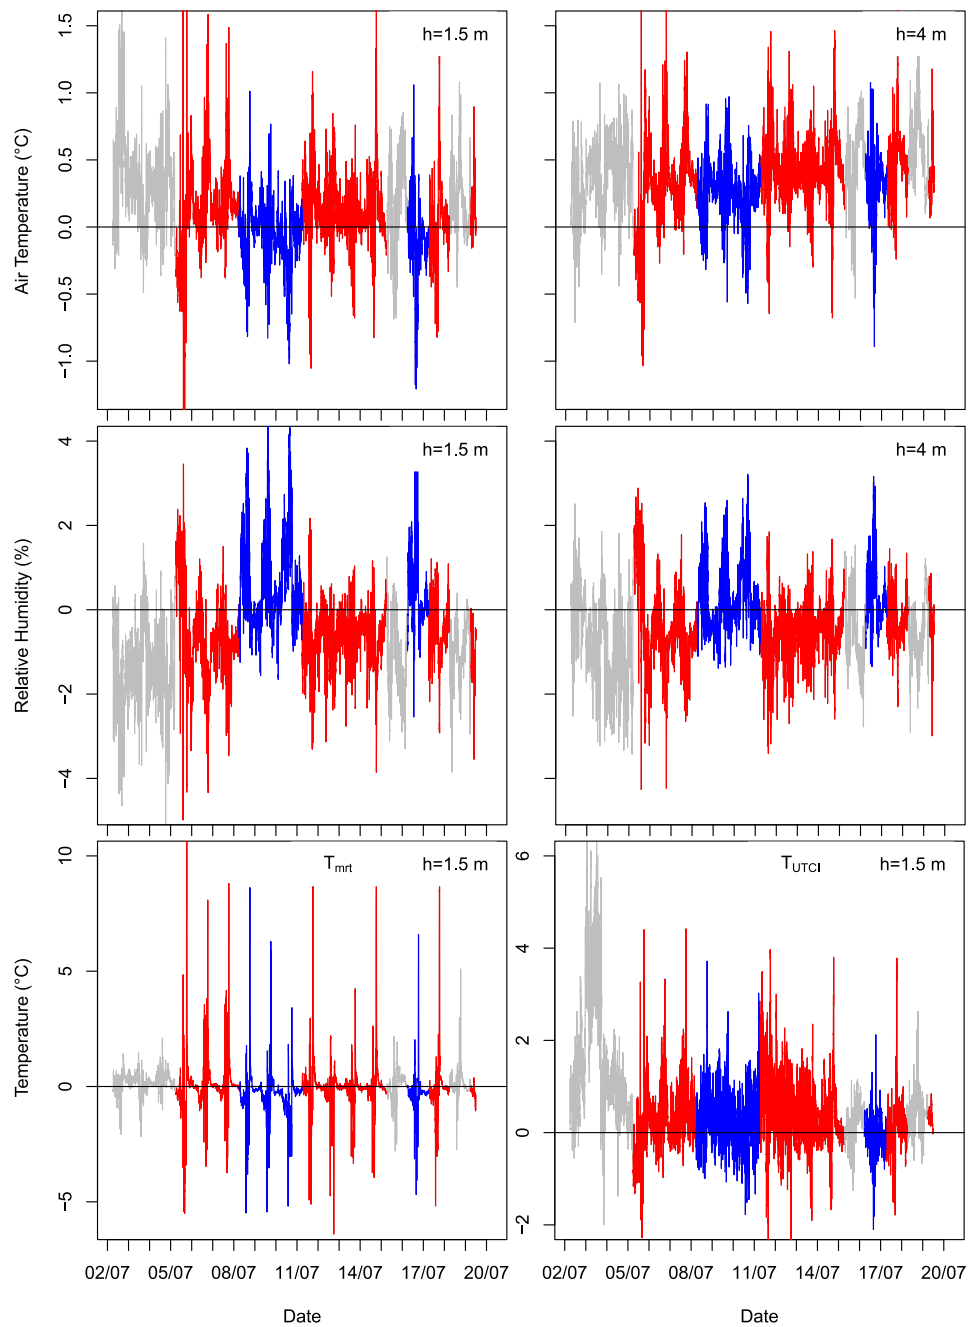 h=1.5 m
h=4 m
Air Temperature (°C)
1.5
1.0
0.5
0.0
−0.5
−1.0
h=1.5 m
h=4 m
Relative Humidity (%)
4
2
0
−2
−4
Tmrt
h=1.5 m
TUTCI
h=1.5 m
Temperature (°C)
10
5
0
−5
6
4
2
0
−2
02/07 05/07 08/07 11/07 14/07 17/07 20/07
02/07 05/07 08/07 11/07 14/07 17/07 20/07
Date
Date